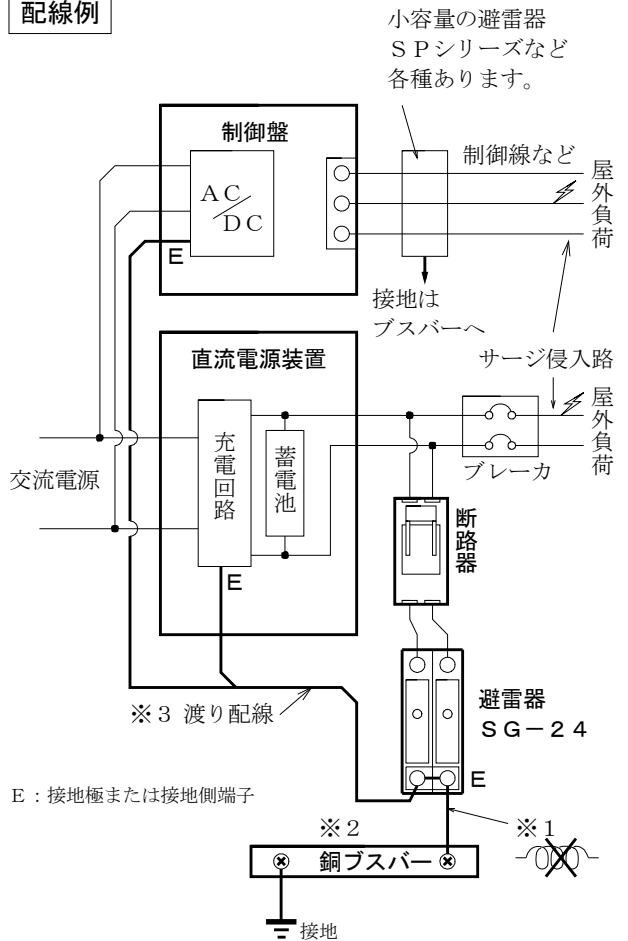 配線例
小容量の避雷器
SPシリーズなど
各種あります。
制御盤
AC/DC
E
制御線など
屋外負荷
接地は
ブスバーへ
サージ侵入路
直流電源装置
充電回路
蓄電池
屋外負荷
ブレーカ
交流電源
断路器
E
※3 渡り配線
避雷器
SG-24
E
E:接地極または接地側端子
※2
※1
銅ブスバー
接地